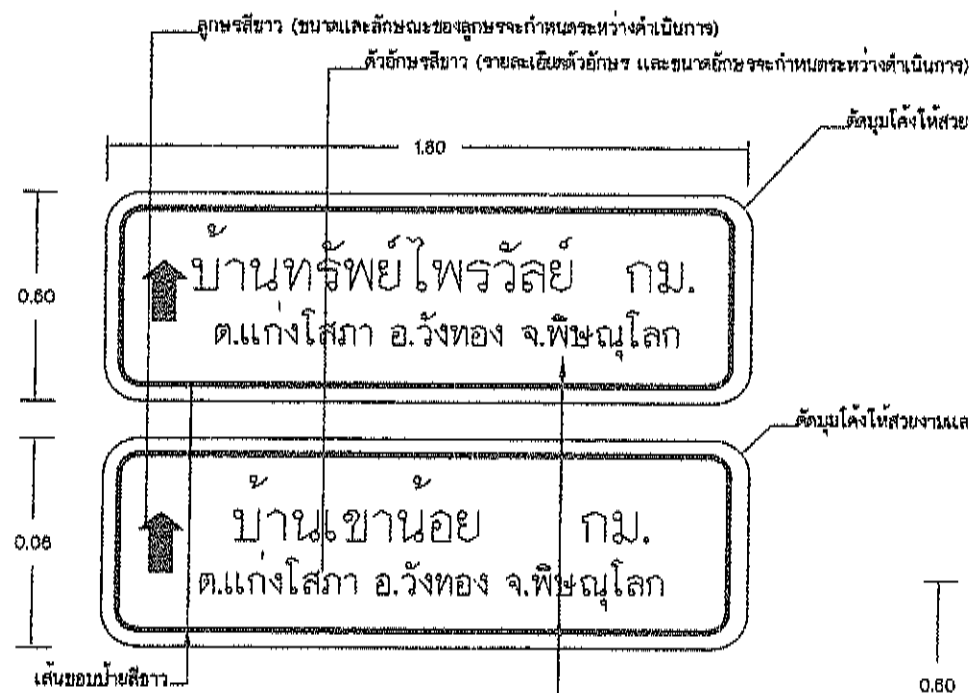 ลูกษรสีขาว (ขนาดและลักษณะของลูกษรจะกำหนดระหว่างดำเนินการ)
ตัวอักษรสีขาว (รายละเอียดตัวอักษร และขนาดอักษรจะกำหนดระหว่างดำเนินการ)
ตัดมุมโค้งให้สวย
1.80
0.60
บ้านทรัพย์ไพรวัลย์ กม.
ต.แก่งโสภา อ.วังทอง จ.พิษณุโลก
ตัดมุมโค้งให้สวยงามแล
0.06
บ้านเขาน้อย กม.
ต.แก่งโสภา อ.วังทอง จ.พิษณุโลก
เส้นขอบป้ายสีขาว
0.60